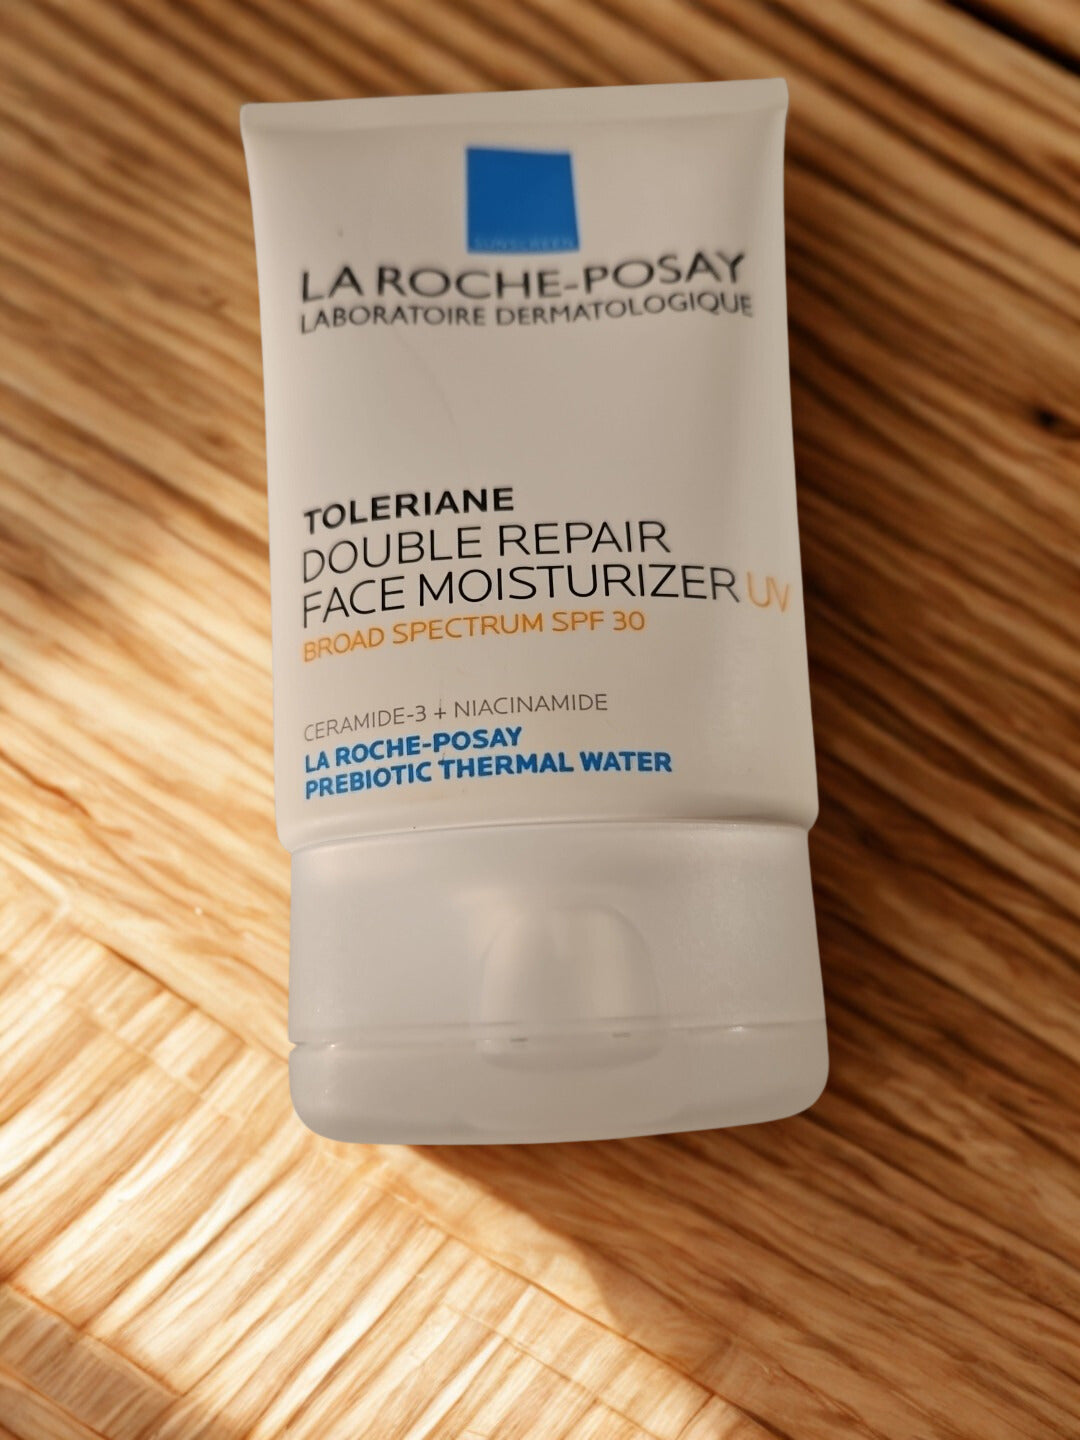 SUNSCREEN
LA ROCHE-POSAY
LABORATOIRE DERMATOLOGIQUE
TOLERIANE
DOUBLE REPAIR
FACE MOISTURIZER UV
BROAD SPECTRUM SPF 30
CERAMIDE-3 + NIACINAMIDE
LA ROCHE-POSAY
PREBIOTIC THERMAL WATER